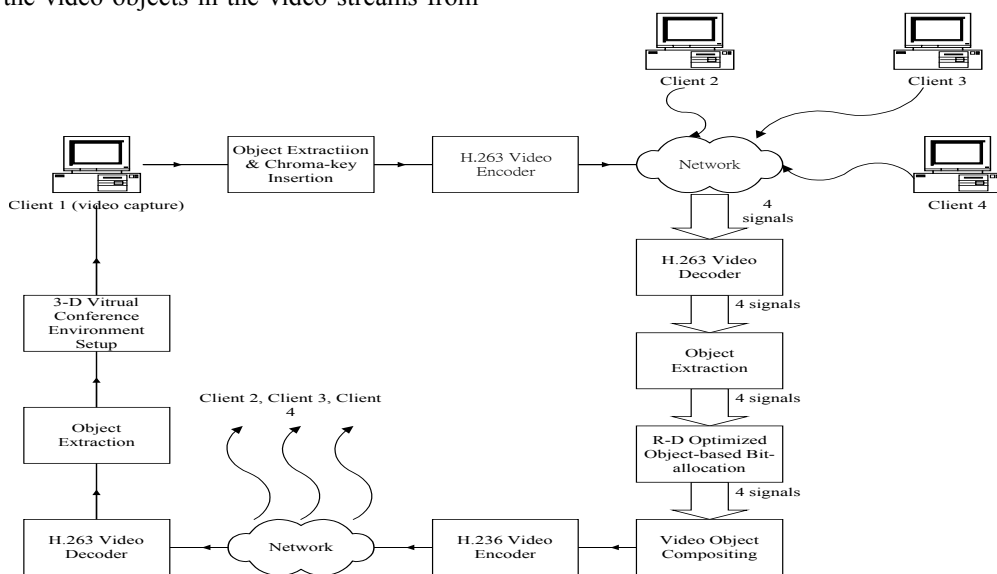 the video objects in the video streams from
Client 2
Client 3
Object Extractiion
& Chroma-key
Insertion
H.263 Video
Encoder
Network
Client 1 (video capture)
Client 4
4
signals
H.263 Video
Decoder
4 signals
3-D Vitrual
Conference
Environment
Setup
Object
Extraction
4 signals
Client 2, Client 3, Client
4
Object
Extraction
R-D Optimized
Object-based Bit-
allocation
4 signals
H.263 Video
Decoder
Network
H.236 Video
Encoder
Video Object
Compositing